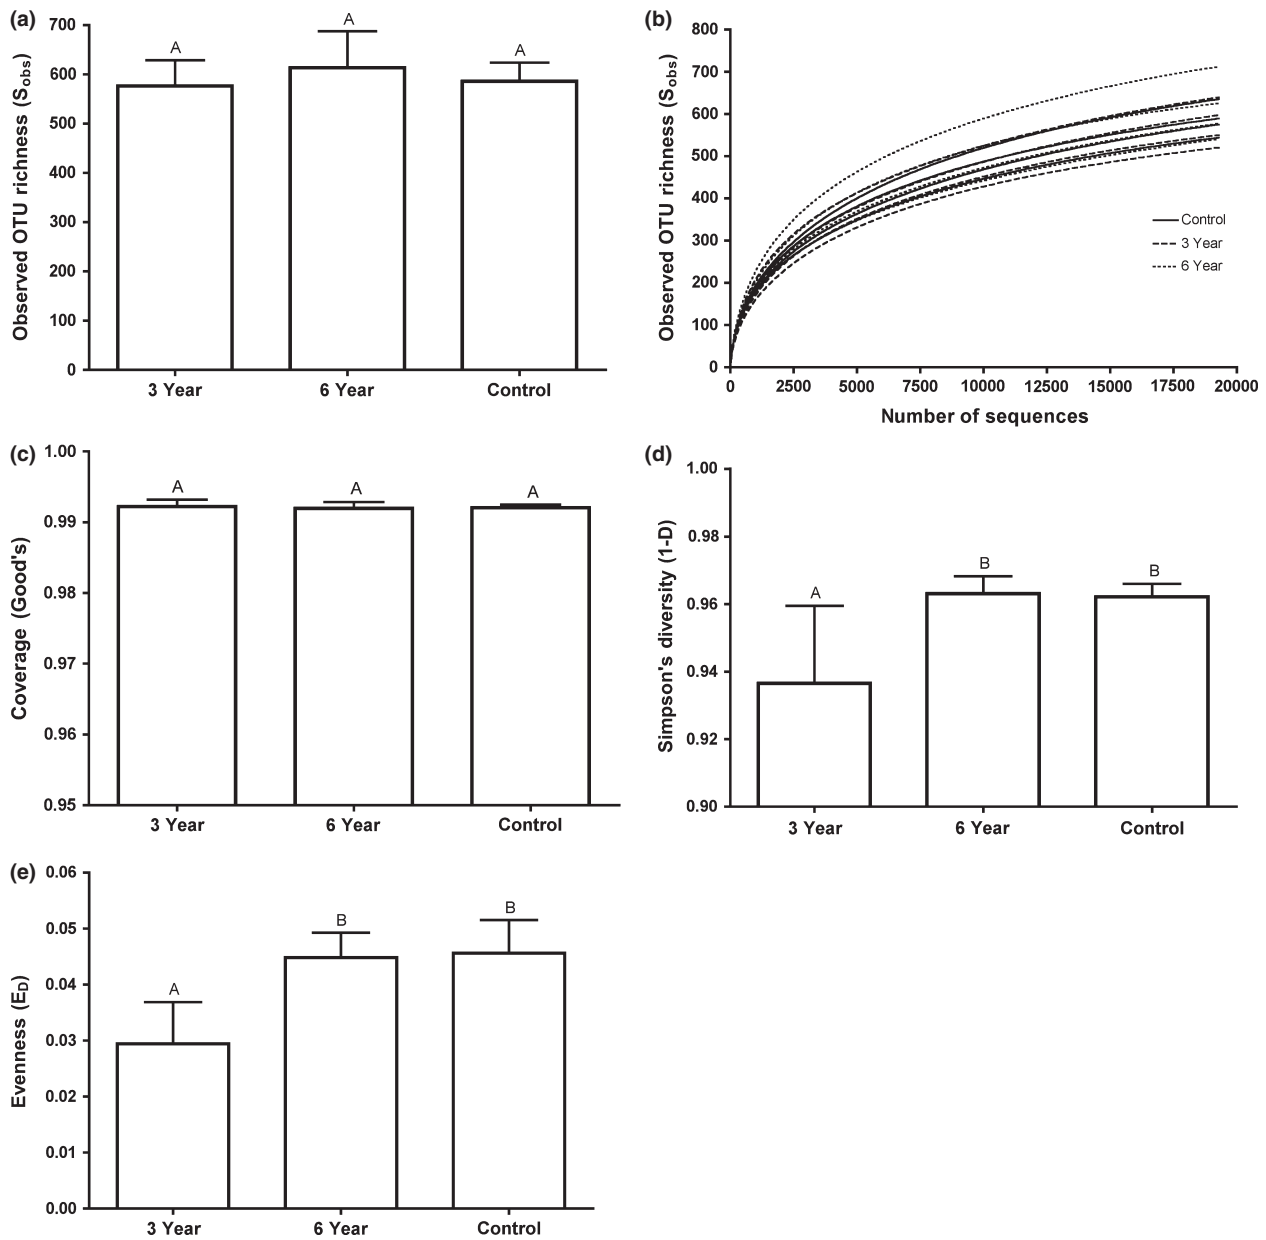 (a)
Observed OTU richness (Sobs)
700
600
500
400
300
200
100
0
A
A
A
3 Year
6 Year
Control
(b)
Observed OTU richness (Sobs)
800
700
600
500
400
300
200
100
0
Control
3 Year
6 Year
0 2500 5000 7500 10000 12500 15000 17500 20000
Number of sequences
(c)
Coverage (Good's)
1.00
0.99
0.98
0.97
0.96
0.95
A
A
A
3 Year
6 Year
Control
(d)
Simpson's diversity (1-D)
1.00
0.98
0.96
0.94
0.92
0.90
A
B
B
3 Year
6 Year
Control
(e)
Evenness (ED)
0.06
0.05
0.04
0.03
0.02
0.01
0.00
A
B
B
3 Year
6 Year
Control